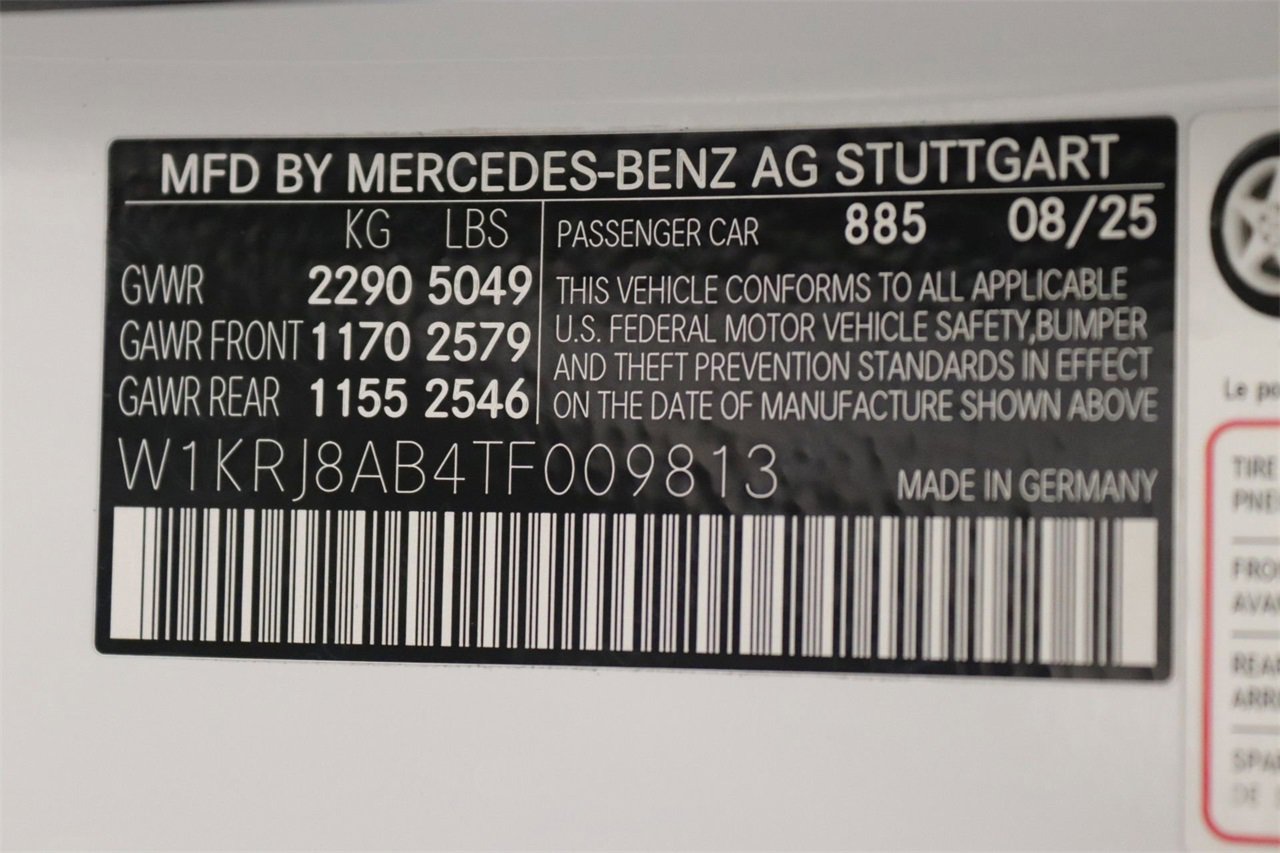 MFD BY MERCEDES-BENZ AG STUTTGART
KG LBS
GVWR 2290 5049
GAWR FRONT 1170 2579
GAWR REAR 1155 2546
PASSENGER CAR 885 08/25
THIS VEHICLE CONFORMS TO ALL APPLICABLE
U.S. FEDERAL MOTOR VEHICLE SAFETY,BUMPER
AND THEFT PREVENTION STANDARDS IN EFFECT
ON THE DATE OF MANUFACTURE SHOWN ABOVE
W1KRJ8AB4TF009813
MADE IN GERMANY
Le
TIRE